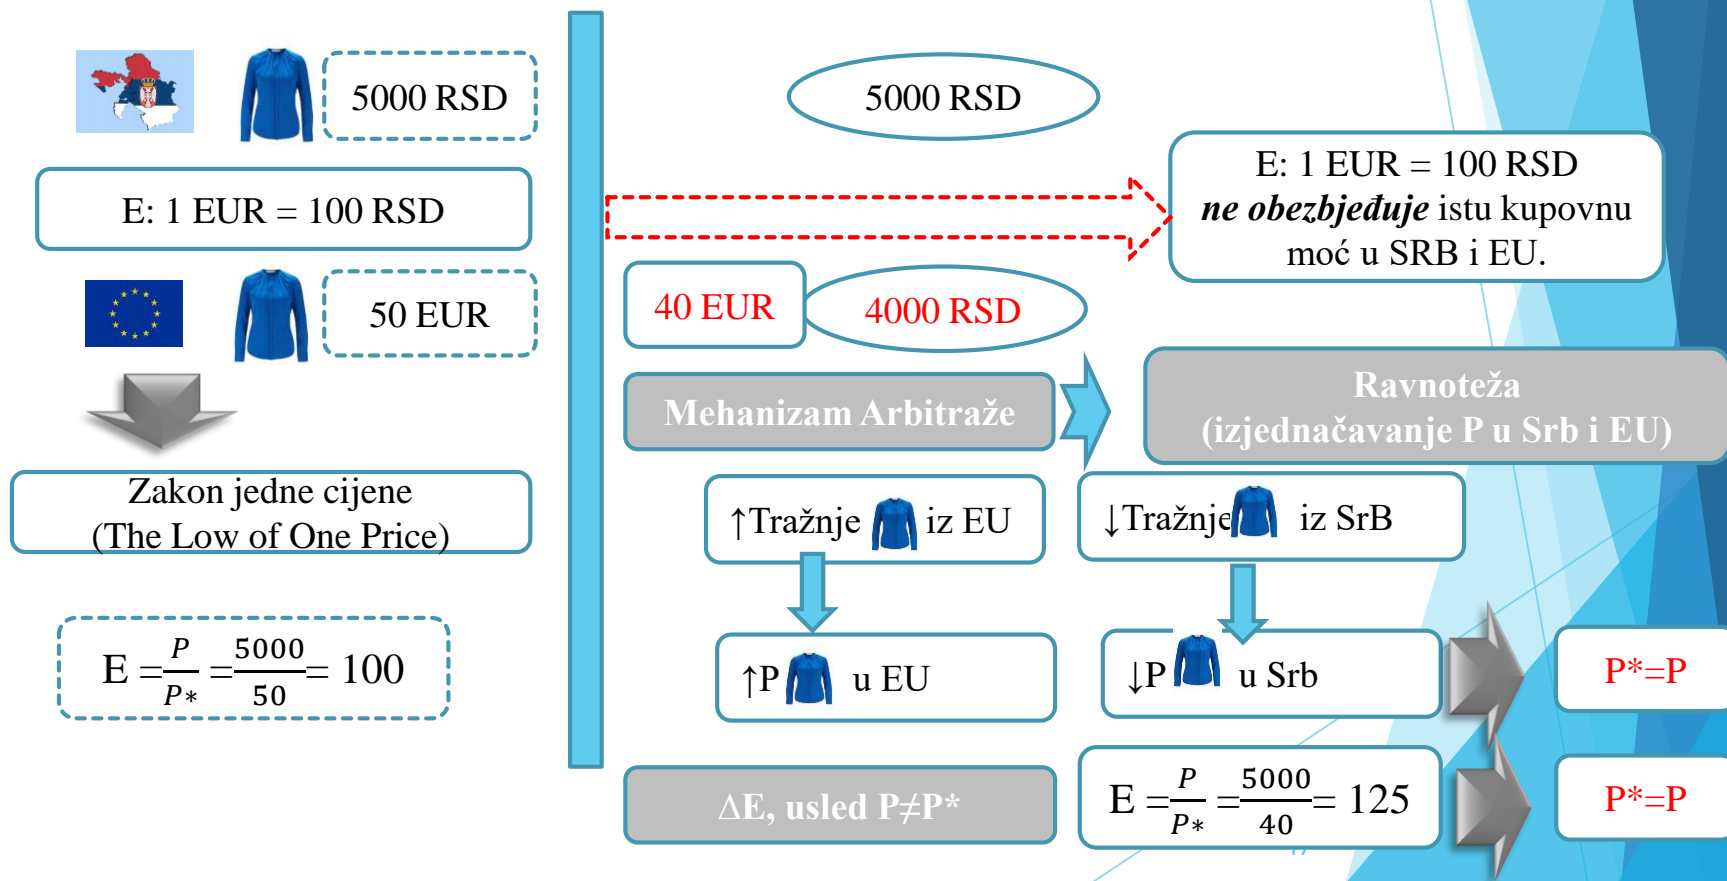 5000 RSD
E: 1 EUR = 100 RSD
50 EUR
Zakon jedne cijene
(The Low of One Price)
E = P/P* = 5000/50 = 100
5000 RSD
E: 1 EUR = 100 RSD
ne obezbjeđuje istu kupovnu
moć u SRB i EU.
40 EUR
4000 RSD
Mehanizam Arbitraže
Ravnoteža
(izjednačavanje P u Srb i EU)
↑Tražnje iz EU
↓Tražnje iz SrB
↑P u EU
↓P u Srb
P*=P
∆E, usled P≠P*
E = P/P* = 5000/40 = 125
P*=P